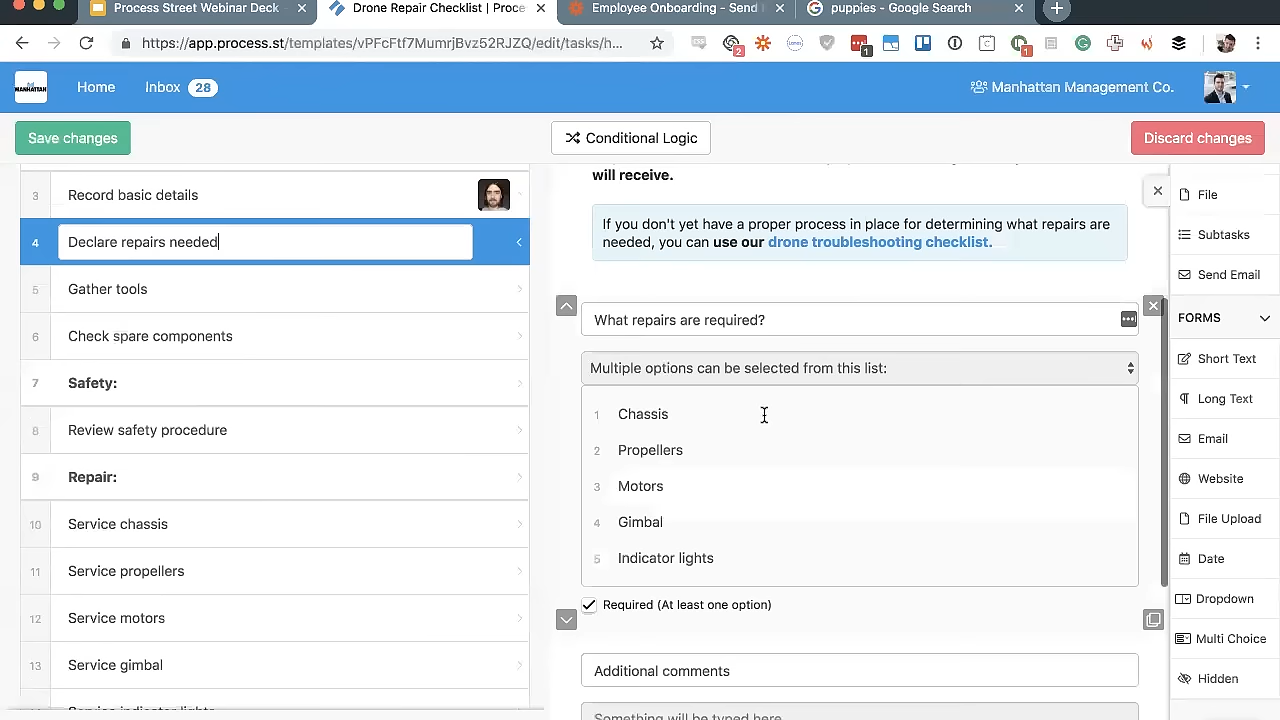 Process Street Webinar Deck
Drone Repair Checklist | Proce
Employee Onboarding - Send I
puppies - Google Search
https://app.process.st/templates/vPFcFtf7MumrjBvz52RJZQ/edit/tasks/h...
2
1
1
MANHATTAN
Home
Inbox 28
Manhattan Management Co.
Save changes
Conditional Logic
Discard changes
3 Record basic details
4 Declare repairs needed
5 Gather tools
6 Check spare components
7 Safety:
8 Review safety procedure
9 Repair:
10 Service chassis
11 Service propellers
12 Service motors
13 Service gimbal
Service indicator lights
will receive.
If you don't yet have a proper process in place for determining what repairs are
needed, you can use our drone troubleshooting checklist.
What repairs are required?
Multiple options can be selected from this list:
1 Chassis
2 Propellers
3 Motors
4 Gimbal
5 Indicator lights
Required (At least one option)
Additional comments
Something will be typed here
File
Subtasks
Send Email
FORMS
Short Text
Long Text
Email
Website
File Upload
Date
Dropdown
Multi Choice
Hidden